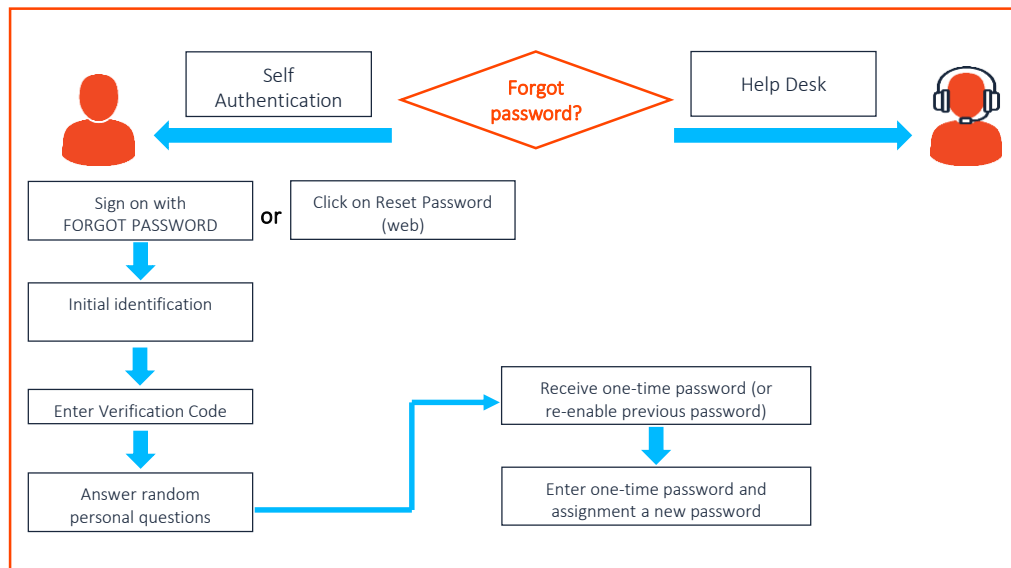 Self
Authentication
Forgot
password?
Help Desk
Sign on with
FORGOT PASSWORD
or
Click on Reset Password
(web)
Initial identification
Enter Verification Code
Answer random
personal questions
Receive one-time password (or
re-enable previous password)
Enter one-time password and
assignment a new password